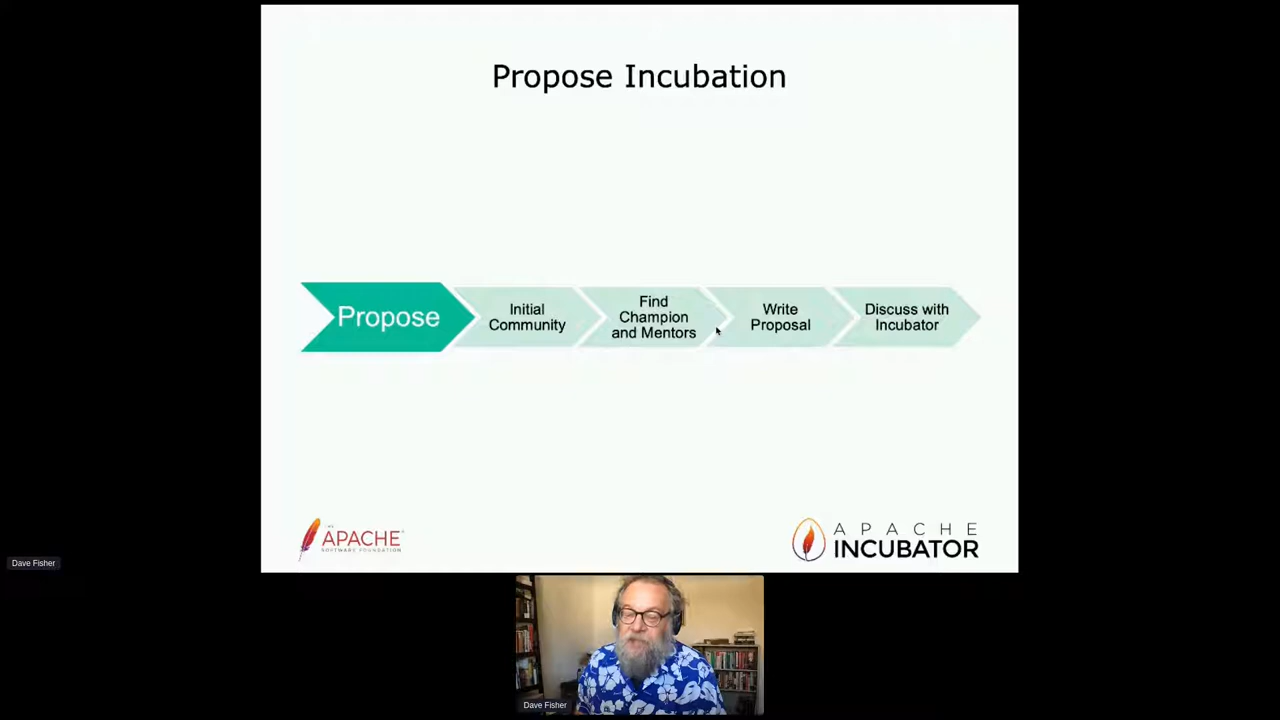 Propose Incubation
Propose
Initial
Community
Find
Champion
and Mentors
Write
Proposal
Discuss with
Incubator
THE
APACHE
SOFTWARE FOUNDATION
APACHE
INCUBATOR
Dave Fisher
Dave Fisher